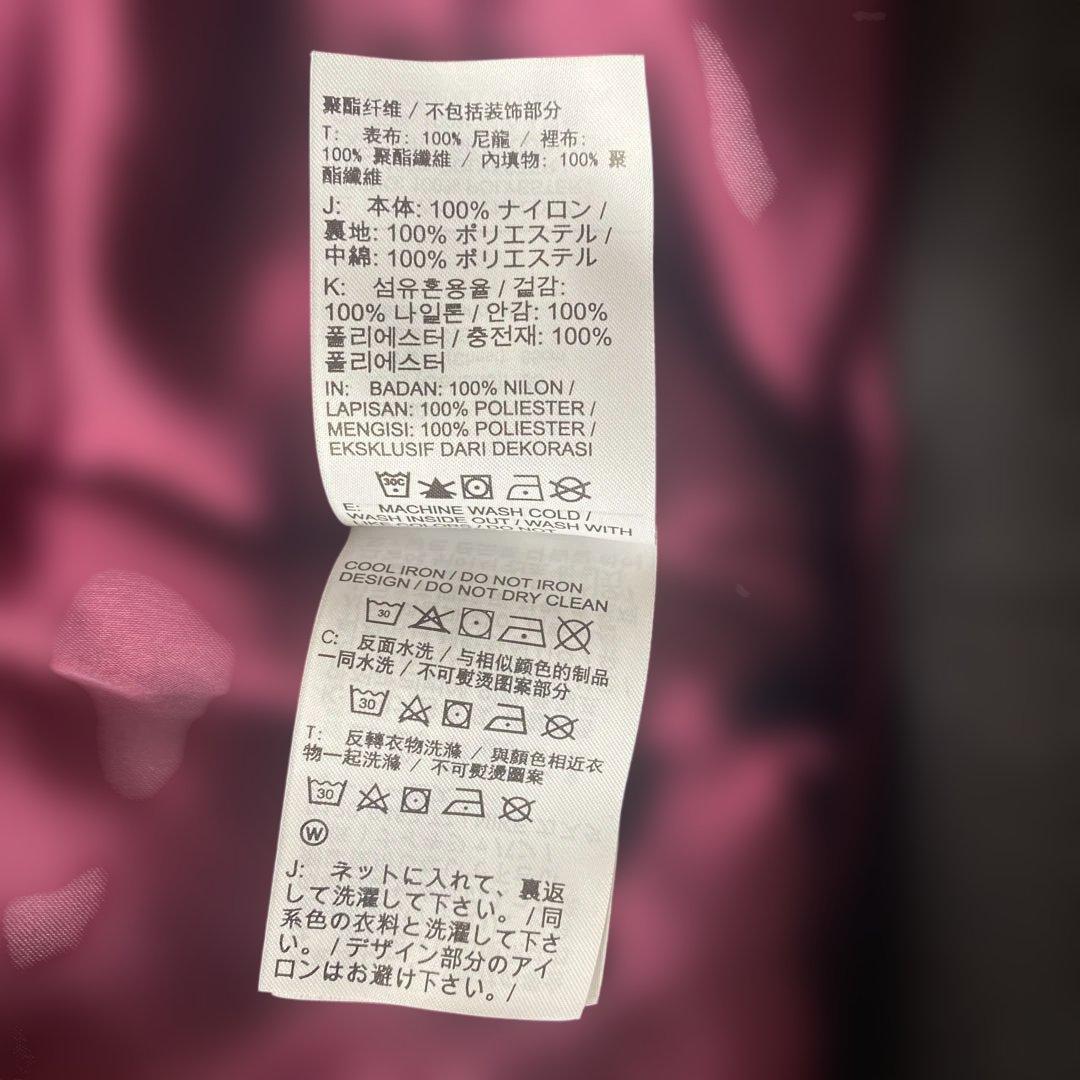 聚酯纤维 / 不包括装饰部分
T: 表布: 100% 尼龍 / 裡布:
100% 聚酯纖維 / 內填物: 100% 聚
酯纖維
J: 本体: 100% ナイロン /
裏地: 100% ポリエステル /
中綿: 100% ポリエステル
K: 섬유혼용율 / 겉감:
100% 나일론 / 안감: 100%
폴리에스터 / 충전재: 100%
폴리에스터
IN: BADAN: 100% NILON /
LAPISAN: 100% POLIESTER /
MENGISI: 100% POLIESTER /
EKSKLUSIF DARI DEKORASI
30C
E: MACHINE WASH COLD /
WASH INSIDE OUT / WASH WITH
DO NOT
COOL IRON / DO NOT IRON
DESIGN / DO NOT DRY CLEAN
30
C: 反面水洗 / 与相似颜色的制品
一同水洗 / 不可熨烫图案部分
30
T: 反轉衣物洗滌 / 與顏色相近衣
物一起洗滌 / 不可熨燙圖案
30
W
J: ネットに入れて、裏返
して洗濯して下さい。 / 同
系色の衣料と洗濯して下さ
い。 / デザイン部分のアイ
ロンはお避け下さい。 /